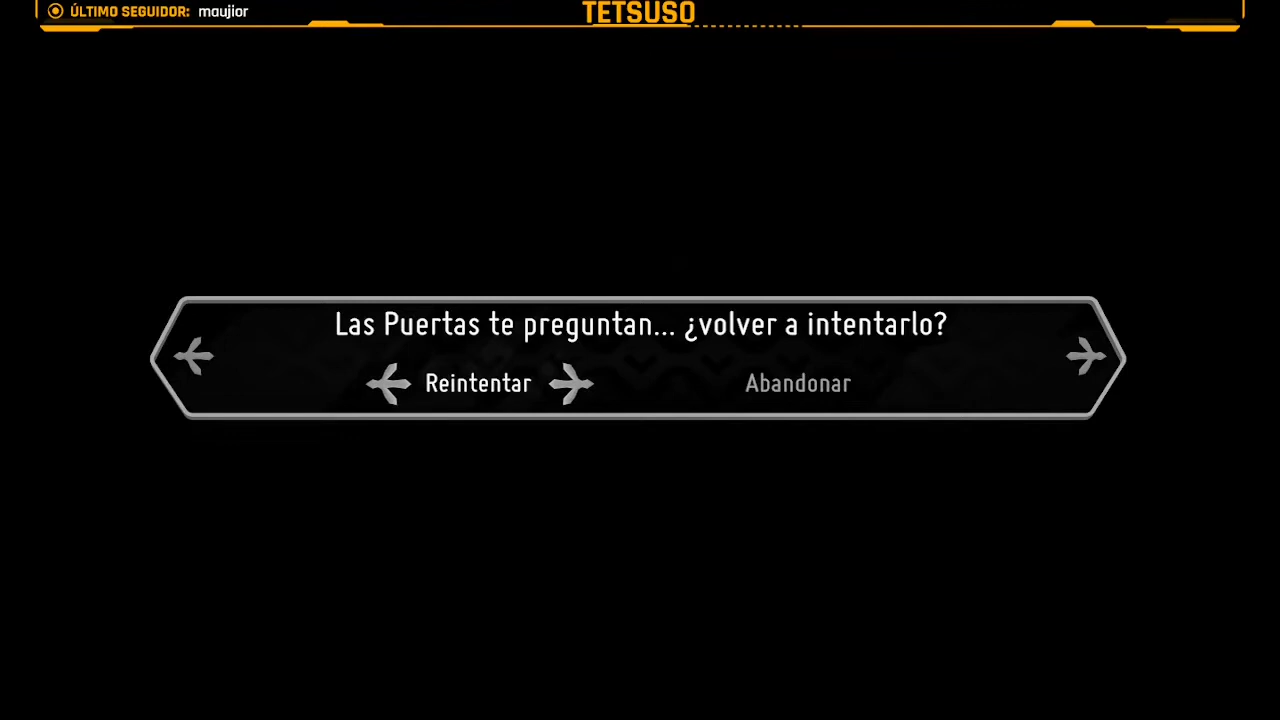 ÚLTIMO SEGUIDOR: maujior
TETSUSO
Las Puertas te preguntan... ¿volver a intentarlo?
Reintentar Abandonar